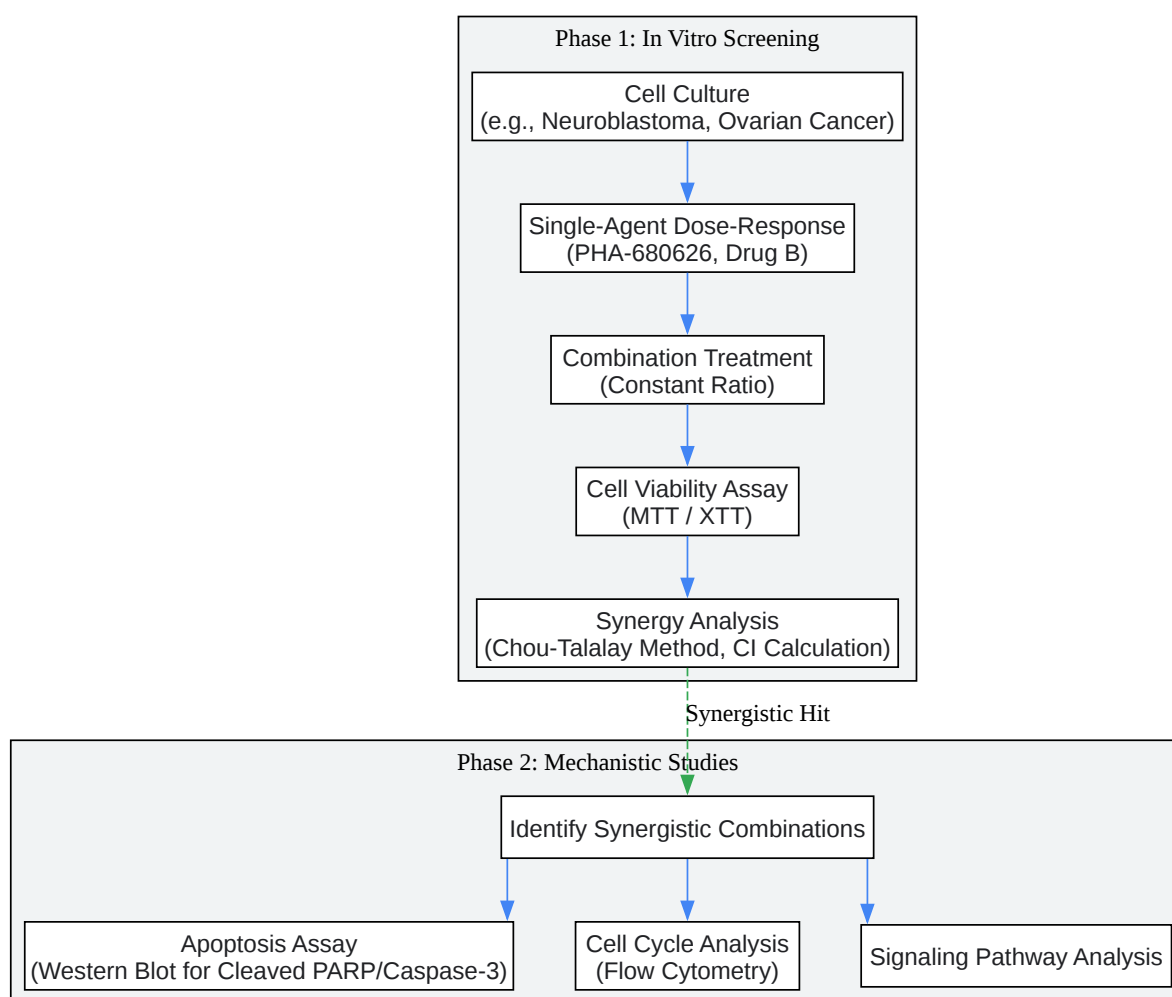 Phase 1: In Vitro Screening
Cell Culture
(e.g., Neuroblastoma, Ovarian Cancer)
Single-Agent Dose-Response
(PHA-680626, Drug B)
Combination Treatment
(Constant Ratio)
Cell Viability Assay
(MTT / XTT)
Synergy Analysis
(Chou-Talalay Method, CI Calculation)
Synergistic Hit
Phase 2: Mechanistic Studies
Identify Synergistic Combinations
Apoptosis Assay
(Western Blot for Cleaved PARP/Caspase-3)
Cell Cycle Analysis
(Flow Cytometry)
Signaling Pathway Analysis